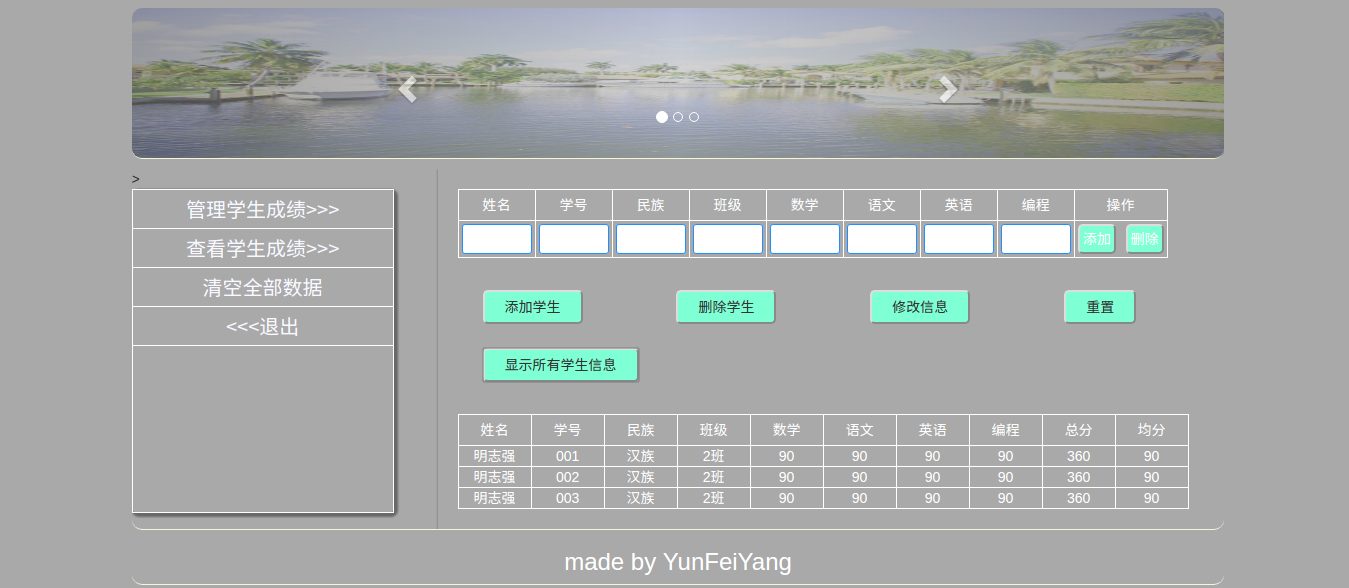 >
管理学生成绩>>>
查看学生成绩>>>
清空全部数据
<<<退出
姓名 学号 民族 班级 数学 语文 英语 编程 操作
添加 删除
添加学生 删除学生 修改信息 重置
显示所有学生信息
姓名 学号 民族 班级 数学 语文 英语 编程 总分 均分
明志强 001 汉族 2班 90 90 90 90 360 90
明志强 002 汉族 2班 90 90 90 90 360 90
明志强 003 汉族 2班 90 90 90 90 360 90
made by YunFeiYang